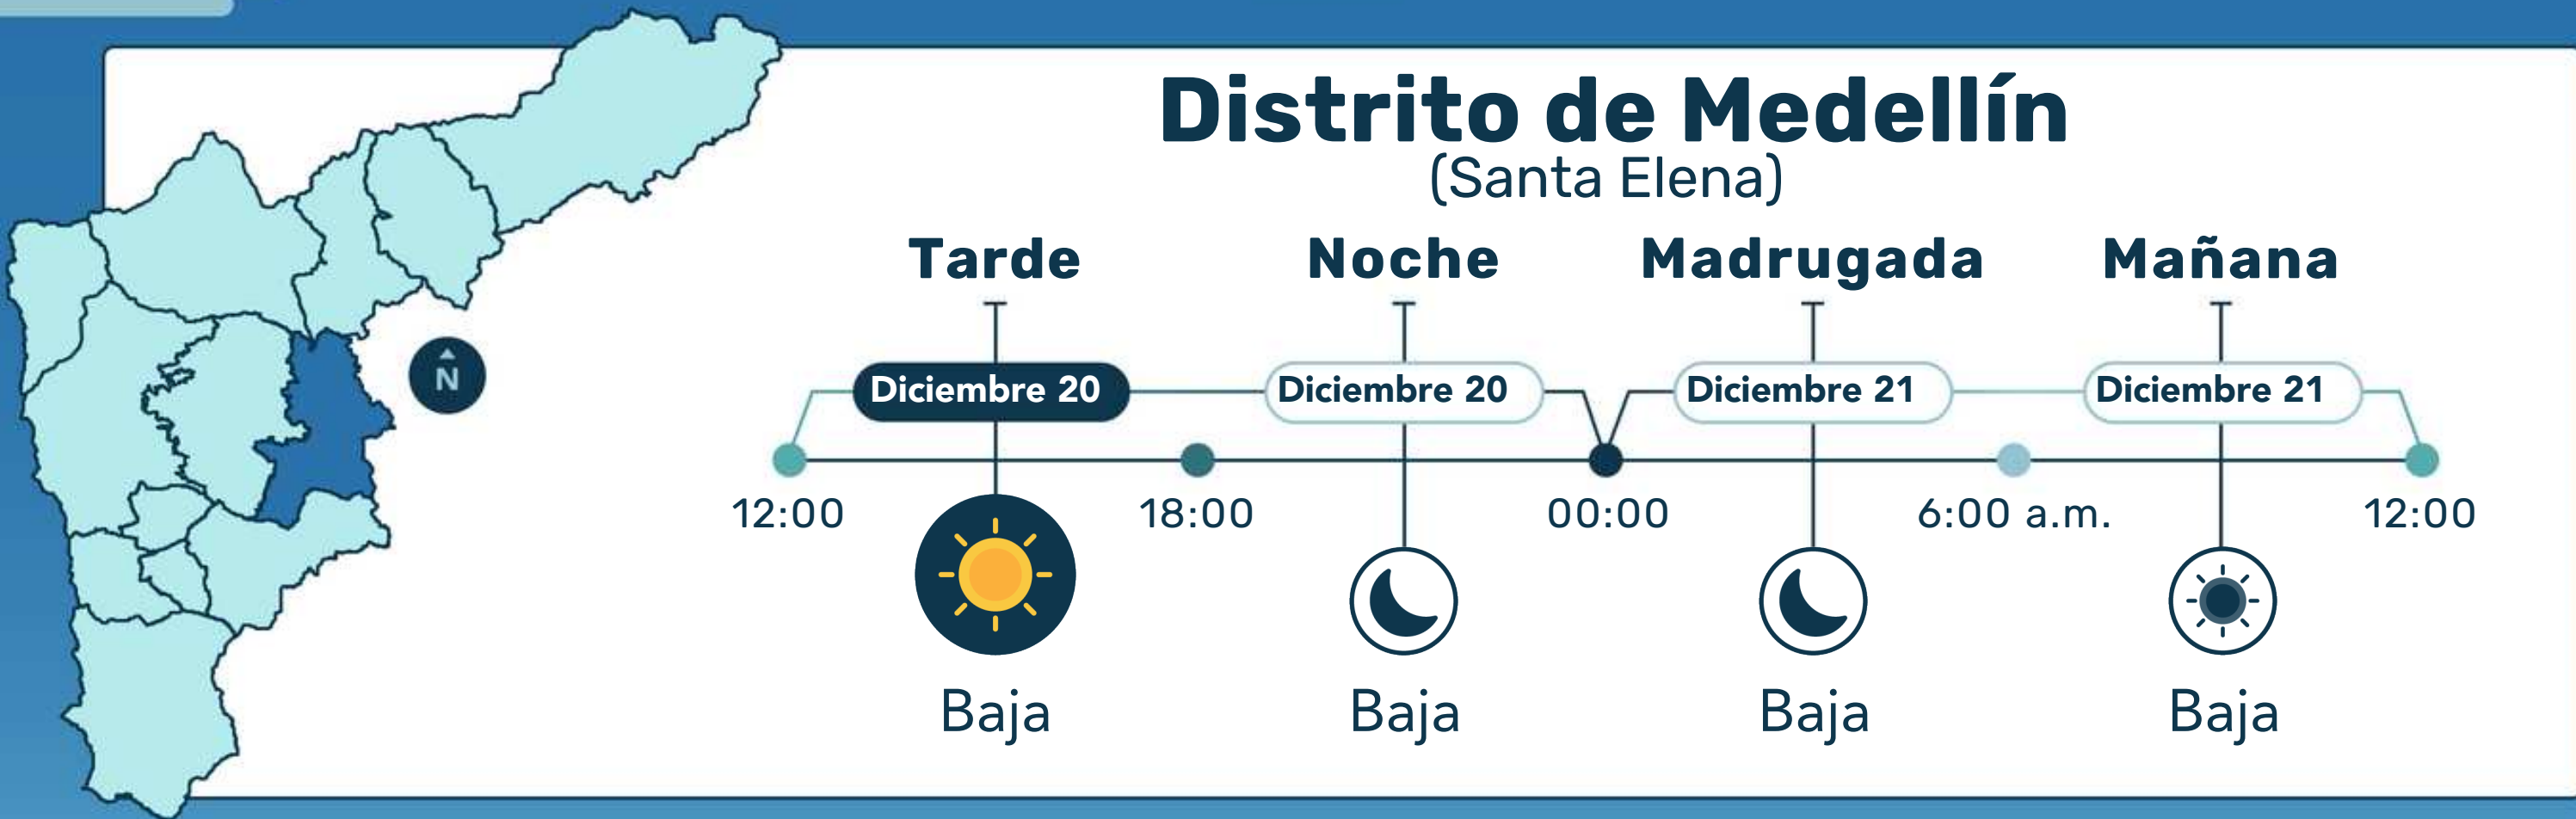 Distrito de Medellín
(Santa Elena)
Tarde Noche Madrugada Mañana
Diciembre 20 Diciembre 20 Diciembre 21 Diciembre 21
N
12:00 18:00 00:00 6:00 a.m. 12:00
Baja Baja Baja Baja